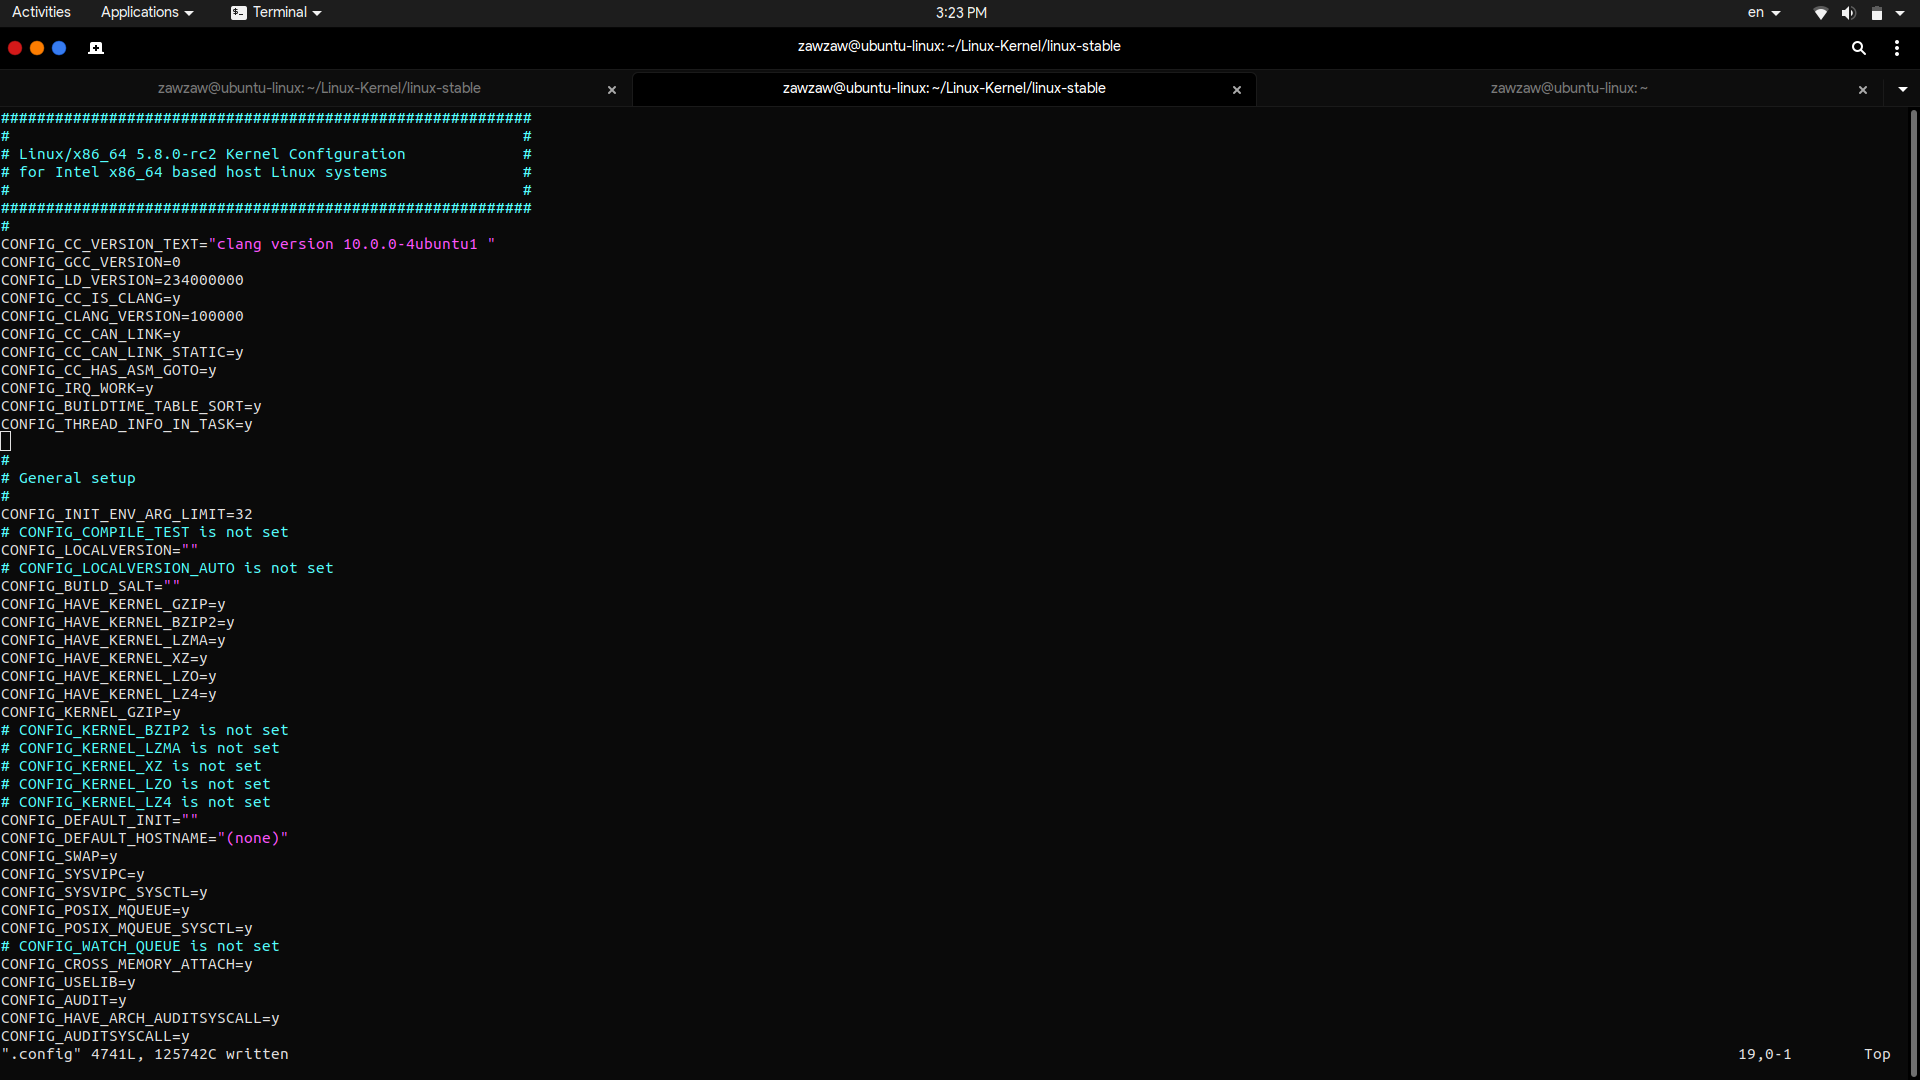 Activities Applications Terminal 3:23 PM en
zawzaw@ubuntu-linux: ~/Linux-Kernel/linux-stable
zawzaw@ubuntu-linux: ~/Linux-Kernel/linux-stable zawzaw@ubuntu-linux: ~/Linux-Kernel/linux-stable zawzaw@ubuntu-linux: ~
###########################################################
# #
# Linux/x86_64 5.8.0-rc2 Kernel Configuration #
# for Intel x86_64 based host Linux systems #
# #
###########################################################
#
CONFIG_CC_VERSION_TEXT="clang version 10.0.0-4ubuntu1 "
CONFIG_GCC_VERSION=0
CONFIG_LD_VERSION=234000000
CONFIG_CC_IS_CLANG=y
CONFIG_CLANG_VERSION=100000
CONFIG_CC_CAN_LINK=y
CONFIG_CC_CAN_LINK_STATIC=y
CONFIG_CC_HAS_ASM_GOTO=y
CONFIG_IRQ_WORK=y
CONFIG_BUILDTIME_TABLE_SORT=y
CONFIG_THREAD_INFO_IN_TASK=y
#
# General setup
#
CONFIG_INIT_ENV_ARG_LIMIT=32
# CONFIG_COMPILE_TEST is not set
CONFIG_LOCALVERSION=""
# CONFIG_LOCALVERSION_AUTO is not set
CONFIG_BUILD_SALT=""
CONFIG_HAVE_KERNEL_GZIP=y
CONFIG_HAVE_KERNEL_BZIP2=y
CONFIG_HAVE_KERNEL_LZMA=y
CONFIG_HAVE_KERNEL_XZ=y
CONFIG_HAVE_KERNEL_LZO=y
CONFIG_HAVE_KERNEL_LZ4=y
CONFIG_KERNEL_GZIP=y
# CONFIG_KERNEL_BZIP2 is not set
# CONFIG_KERNEL_LZMA is not set
# CONFIG_KERNEL_XZ is not set
# CONFIG_KERNEL_LZO is not set
# CONFIG_KERNEL_LZ4 is not set
CONFIG_DEFAULT_INIT=""
CONFIG_DEFAULT_HOSTNAME="(none)"
CONFIG_SWAP=y
CONFIG_SYSVIPC=y
CONFIG_SYSVIPC_SYSCTL=y
CONFIG_POSIX_MQUEUE=y
CONFIG_POSIX_MQUEUE_SYSCTL=y
# CONFIG_WATCH_QUEUE is not set
CONFIG_CROSS_MEMORY_ATTACH=y
CONFIG_USELIB=y
CONFIG_AUDIT=y
CONFIG_HAVE_ARCH_AUDITSYSCALL=y
CONFIG_AUDITSYSCALL=y
".config" 4741L, 125742C written 19,0-1 Top